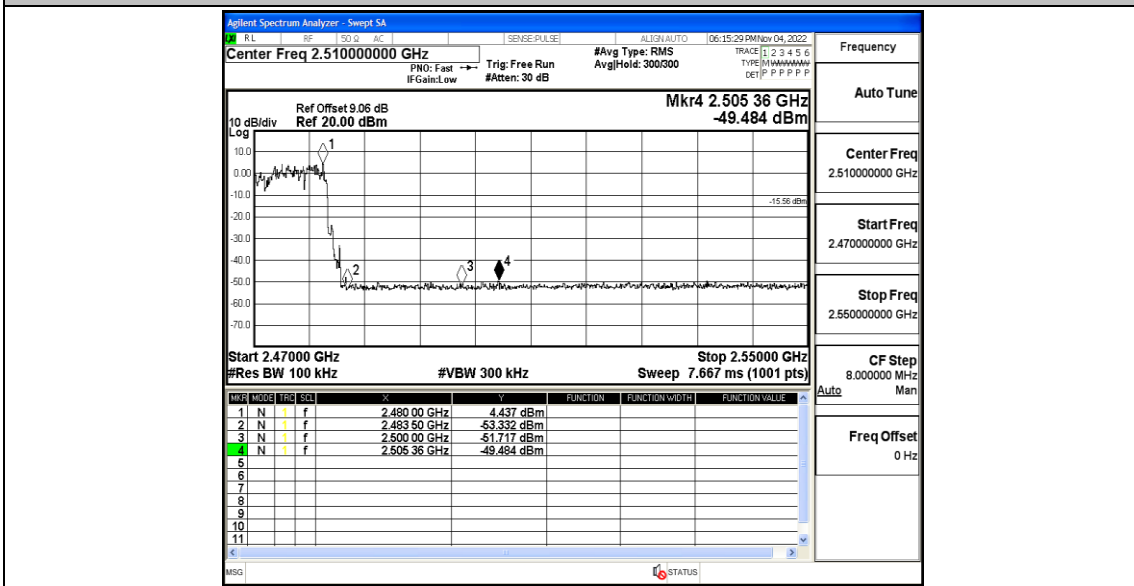 Agilent Spectrum Analyzer - Swept SA
RL RF 50 Ω AC SENSE:PULSE ALIGN AUTO 06:15:29 PM Nov 04, 2022
Center Freq 2.510000000 GHz
PNO: Fast
IFGain:Low
Trig: Free Run
#Atten: 30 dB
#Avg Type: RMS
Avg|Hold: 300/300
TRACE 1 2 3 4 5 6
TYPE M WWWWW
DET P P P P P P
Frequency
Auto Tune
Center Freq
2.510000000 GHz
Start Freq
2.470000000 GHz
Stop Freq
2.550000000 GHz
CF Step
8.000000 MHz
Auto Man
Freq Offset
0 Hz
Ref Offset 9.06 dB
Ref 20.00 dBm
10 dB/div
Log
Mkr4 2.505 36 GHz
-49.484 dBm
10.0
0.00
-10.0
-20.0
-30.0
-40.0
-50.0
-60.0
-70.0
1
2
3
4
-15.56 dBm
Start 2.47000 GHz Stop 2.55000 GHz
#Res BW 100 kHz #VBW 300 kHz Sweep 7.667 ms (1001 pts)
MKR MODE TRC SCL X Y FUNCTION FUNCTION WIDTH FUNCTION VALUE
1 N 1 f 2.480 00 GHz 4.437 dBm
2 N 1 f 2.483 50 GHz -53.332 dBm
3 N 1 f 2.500 00 GHz -51.717 dBm
4 N 1 f 2.505 36 GHz -49.484 dBm
5
6
7
8
9
10
11
MSG STATUS